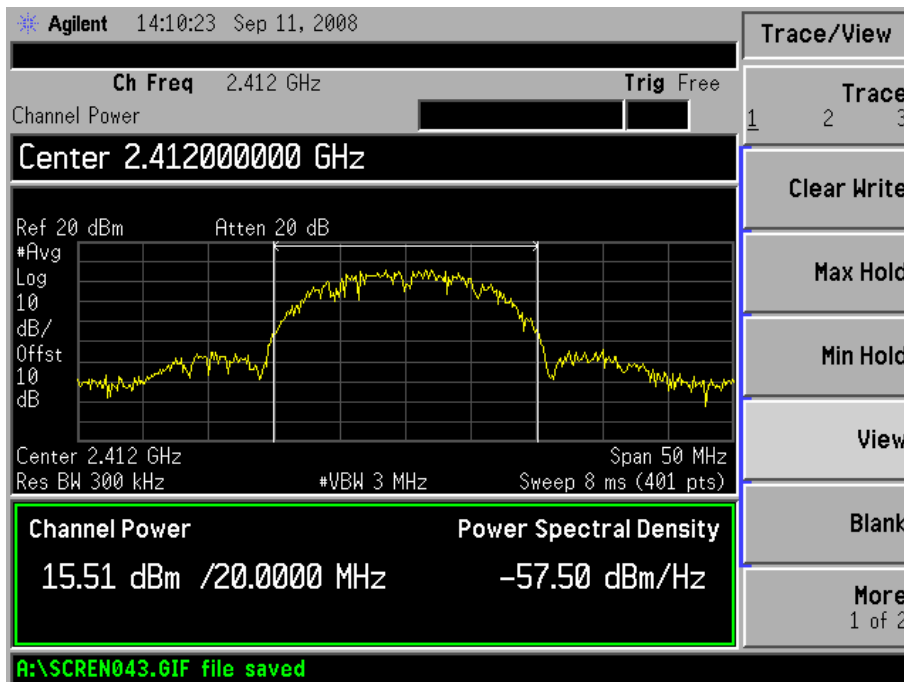 Agilent 14:10:23 Sep 11, 2008
Trace/View
Ch Freq 2.412 GHz Trig Free
Channel Power
Trace
1 2 3
Center 2.412000000 GHz
Clear Write
Ref 20 dBm Atten 20 dB
#Avg
Log
10
dB/
Offst
10
dB
Max Hold
Min Hold
View
Center 2.412 GHz Span 50 MHz
Res BW 300 kHz #VBW 3 MHz Sweep 8 ms (401 pts)
Channel Power Power Spectral Density
15.51 dBm /20.0000 MHz -57.50 dBm/Hz
Blank
More
1 of 2
A:\SCREN043.GIF file saved